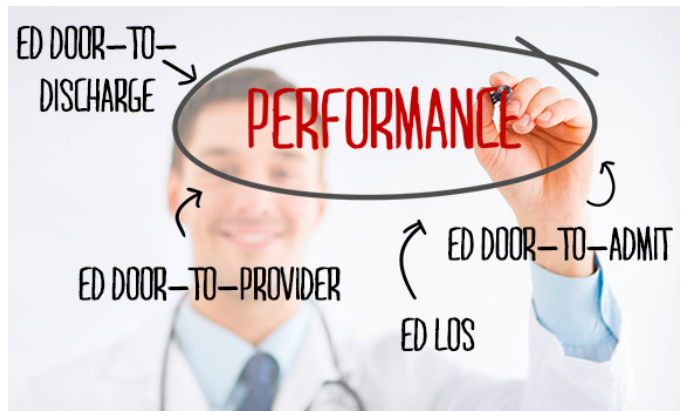 ED DOOR-TO-
DISCHARGE
PERFORMANCE
ED DOOR-TO-PROVIDER
ED DOOR-TO-ADMIT
ED LOS